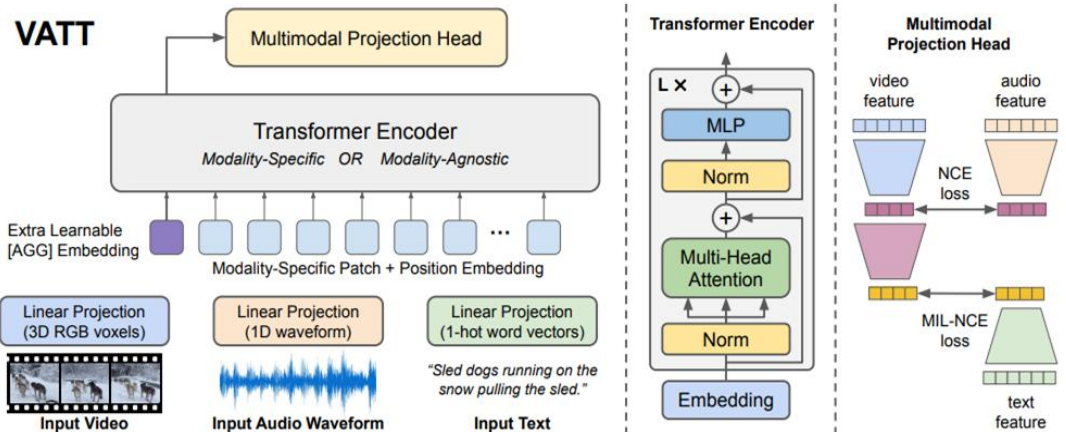 VATT
Multimodal Projection Head
Transformer Encoder
Modality-Specific OR Modality-Agnostic
Extra Learnable
[AGG] Embedding
...
Modality-Specific Patch + Position Embedding
Linear Projection
(3D RGB voxels)
Linear Projection
(1D waveform)
Linear Projection
(1-hot word vectors)
“Sled dogs running on the
snow pulling the sled.”
Input Video
Input Audio Waveform
Input Text
Transformer Encoder
L ×
+
MLP
Norm
+
Multi-Head
Attention
Norm
Embedding
Multimodal
Projection Head
video
feature
audio
feature
NCE
loss
MIL-NCE
loss
text
feature